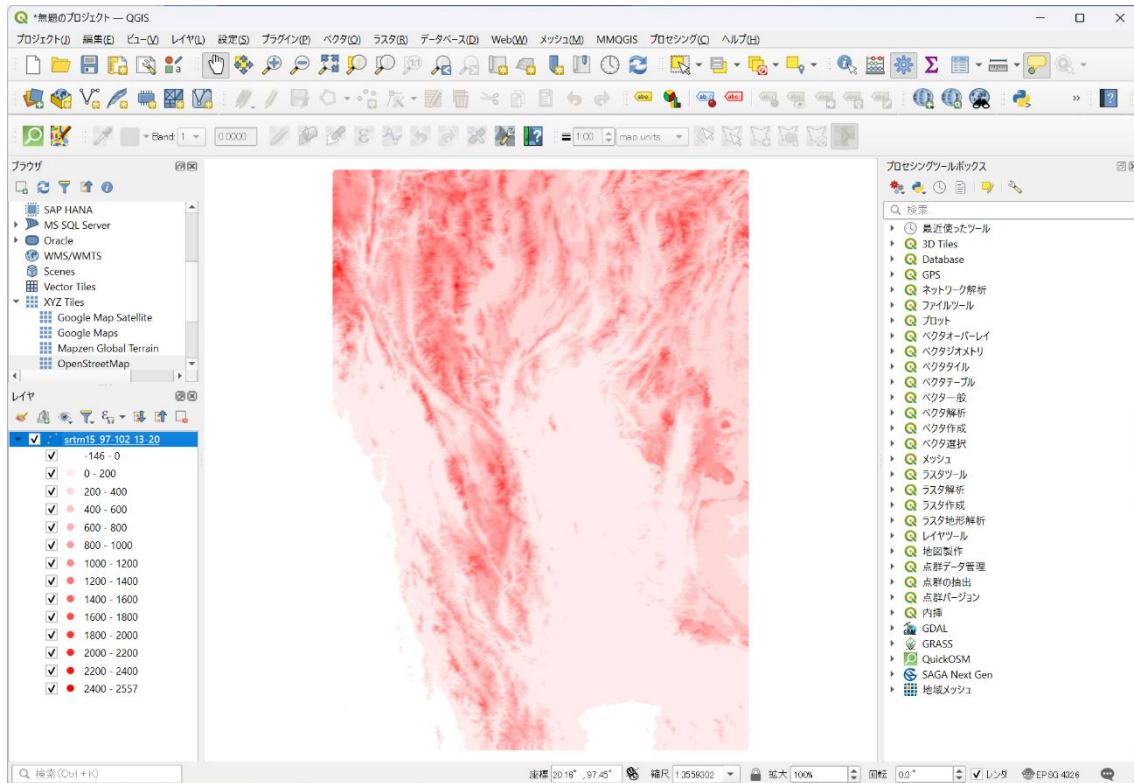 *無題のプロジェクト — QGIS
プロジェクト(J) 編集(E) ビュー(V) レイヤ(L) 設定(S) プラグイン(P) ベクタ(O) ラスタ(R) データベース(D) Web(W) メッシュ(M) MMQGIS プロセシング(C) ヘルプ(H)
Band: 1 0.0000 1.00 map units
ブラウザ
SAP HANA
MS SQL Server
Oracle
WMS/WMTS
Scenes
Vector Tiles
XYZ Tiles
Google Map Satellite
Google Maps
Mapzen Global Terrain
OpenStreetMap
レイヤ
srtm15_97-102_13-20
-146 - 0
0 - 200
200 - 400
400 - 600
600 - 800
800 - 1000
1000 - 1200
1200 - 1400
1400 - 1600
1600 - 1800
1800 - 2000
2000 - 2200
2200 - 2400
2400 - 2557
プロセシングツールボックス
検索…
最近使ったツール
3D Tiles
Database
GPS
ネットワーク解析
ファイルツール
プロット
ベクタオーバーレイ
ベクタジオメトリ
ベクタタイル
ベクタテーブル
ベクタ一般
ベクタ解析
ベクタ作成
ベクタ選択
メッシュ
ラスタツール
ラスタ解析
ラスタ作成
ラスタ地形解析
レイヤツール
地図製作
点群データ管理
点群の抽出
点群バージョン
内挿
GDAL
GRASS
QuickOSM
SAGA Next Gen
地域メッシュ
検索(Ctrl + K) 座標 20.16° ,97.45° 縮尺 1:3559302 拡大 100% 回転 0.0° レンダ EPSG:4326